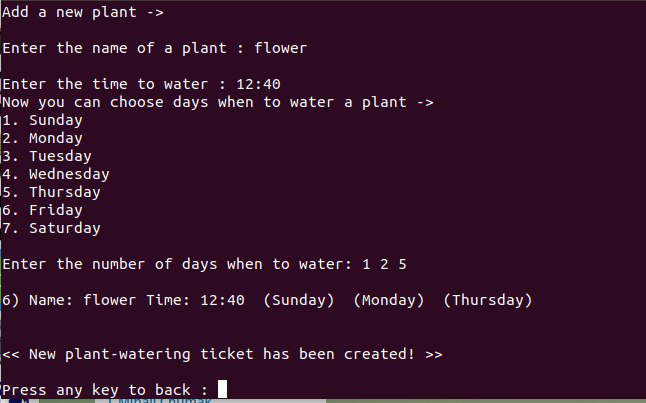 Add a new plant ->
Enter the name of a plant : flower
Enter the time to water : 12:40
Now you can choose days when to water a plant ->
1. Sunday
2. Monday
3. Tuesday
4. Wednesday
5. Thursday
6. Friday
7. Saturday
Enter the number of days when to water: 1 2 5
6) Name: flower Time: 12:40  (Sunday)  (Monday)  (Thursday)
<< New plant-watering ticket has been created! >>
Press any key to back :